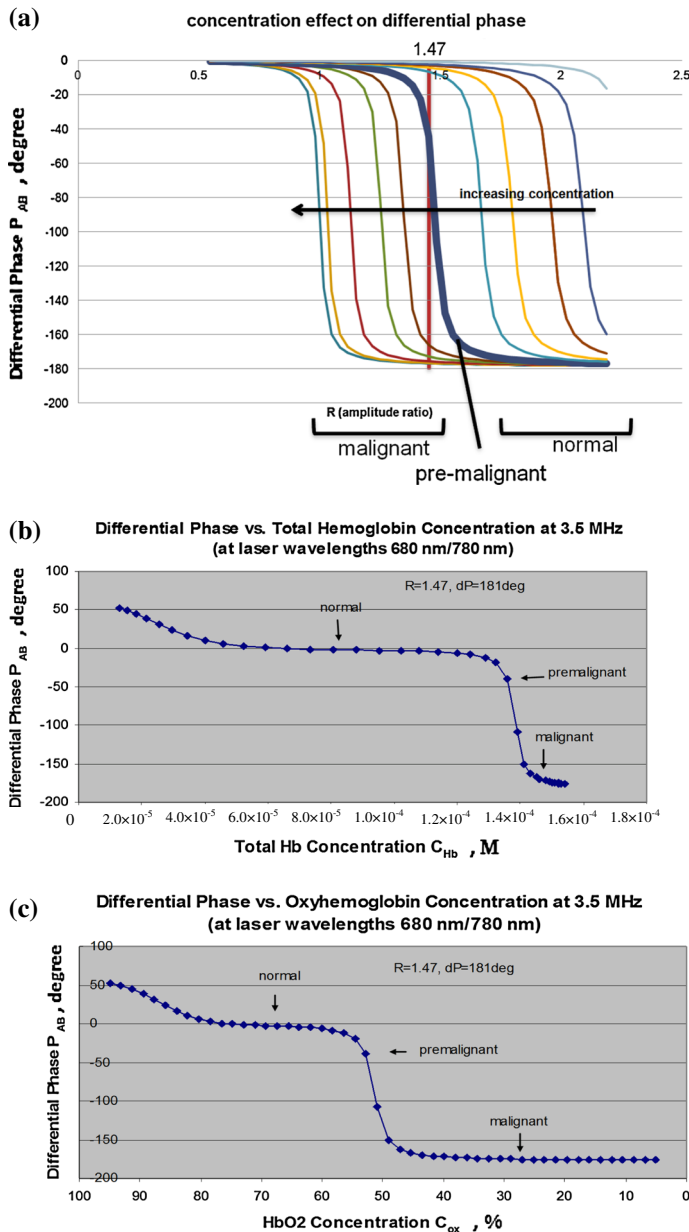 (a)
concentration effect on differential phase
1.47
0
0 0.5 1 1.5 2 2.5
-20
-40
-60
-80
-100
-120
-140
-160
-180
-200
Differential Phase P AB , degree
increasing concentration
R (amplitude ratio)
malignant
normal
pre-malignant
(b)
Differential Phase vs. Total Hemoglobin Concentration at 3.5 MHz
(at laser wavelengths 680 nm/780 nm)
100
50
0
-50
-100
-150
-200
Differential Phase P AB , degree
R=1.47, dP=181deg
normal
premalignant
malignant
0 2.0×10-5 4.0×10-5 6.0×10-5 8.0×10-5 1.0×10-4 1.2×10-4 1.4×10-4 1.6×10-4 1.8×10-4
Total Hb Concentration CHb , M
(c)
Differential Phase vs. Oxyhemoglobin Concentration at 3.5 MHz
(at laser wavelengths 680 nm/780 nm)
100
50
0
-50
-100
-150
-200
Differential Phase P AB, degree
R=1.47, dP=181deg
normal
premalignant
malignant
100 90 80 70 60 50 40 30 20 10 0
HbO2 Concentration Cox , %